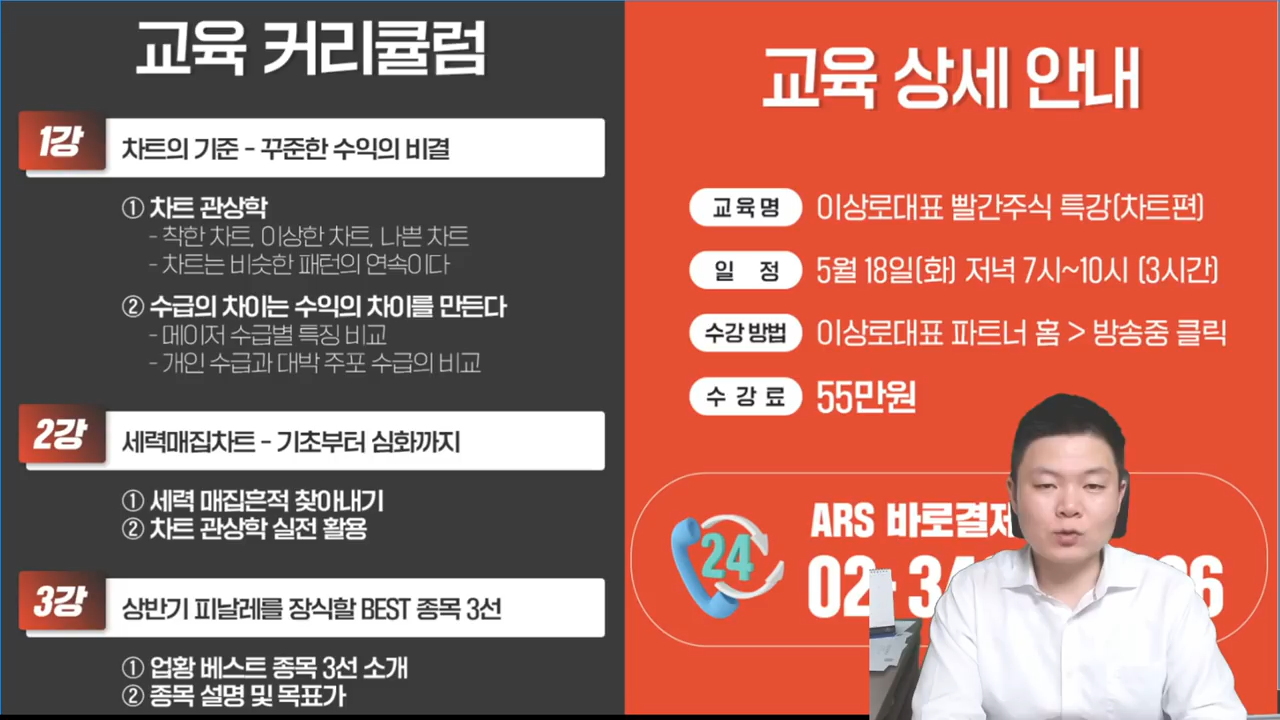 교육 커리큘럼
1강
차트의 기준 - 꾸준한 수익의 비결
① 차트 관상학
- 착한 차트, 이상한 차트, 나쁜 차트
- 차트는 비슷한 패턴의 연속이다
② 수급의 차이는 수익의 차이를 만든다
- 메이저 수급별 특징 비교
- 개인 수급과 대박 주포 수급의 비교
2강
세력매집차트 - 기초부터 심화까지
① 세력 매집흔적 찾아내기
② 차트 관상학 실전 활용
3강
상반기 피날레를 장식할 BEST 종목 3선
① 업황 베스트 종목 3선 소개
② 종목 설명 및 목표가
교육 상세 안내
교육명 이상로대표 빨간주식 특강(차트편)
일 정 5월 18일(화) 저녁 7시~10시 (3시간)
수강 방법 이상로대표 파트너 홈 > 방송중 클릭
수 강 료 55만원
24
ARS 바로결제
02- 34